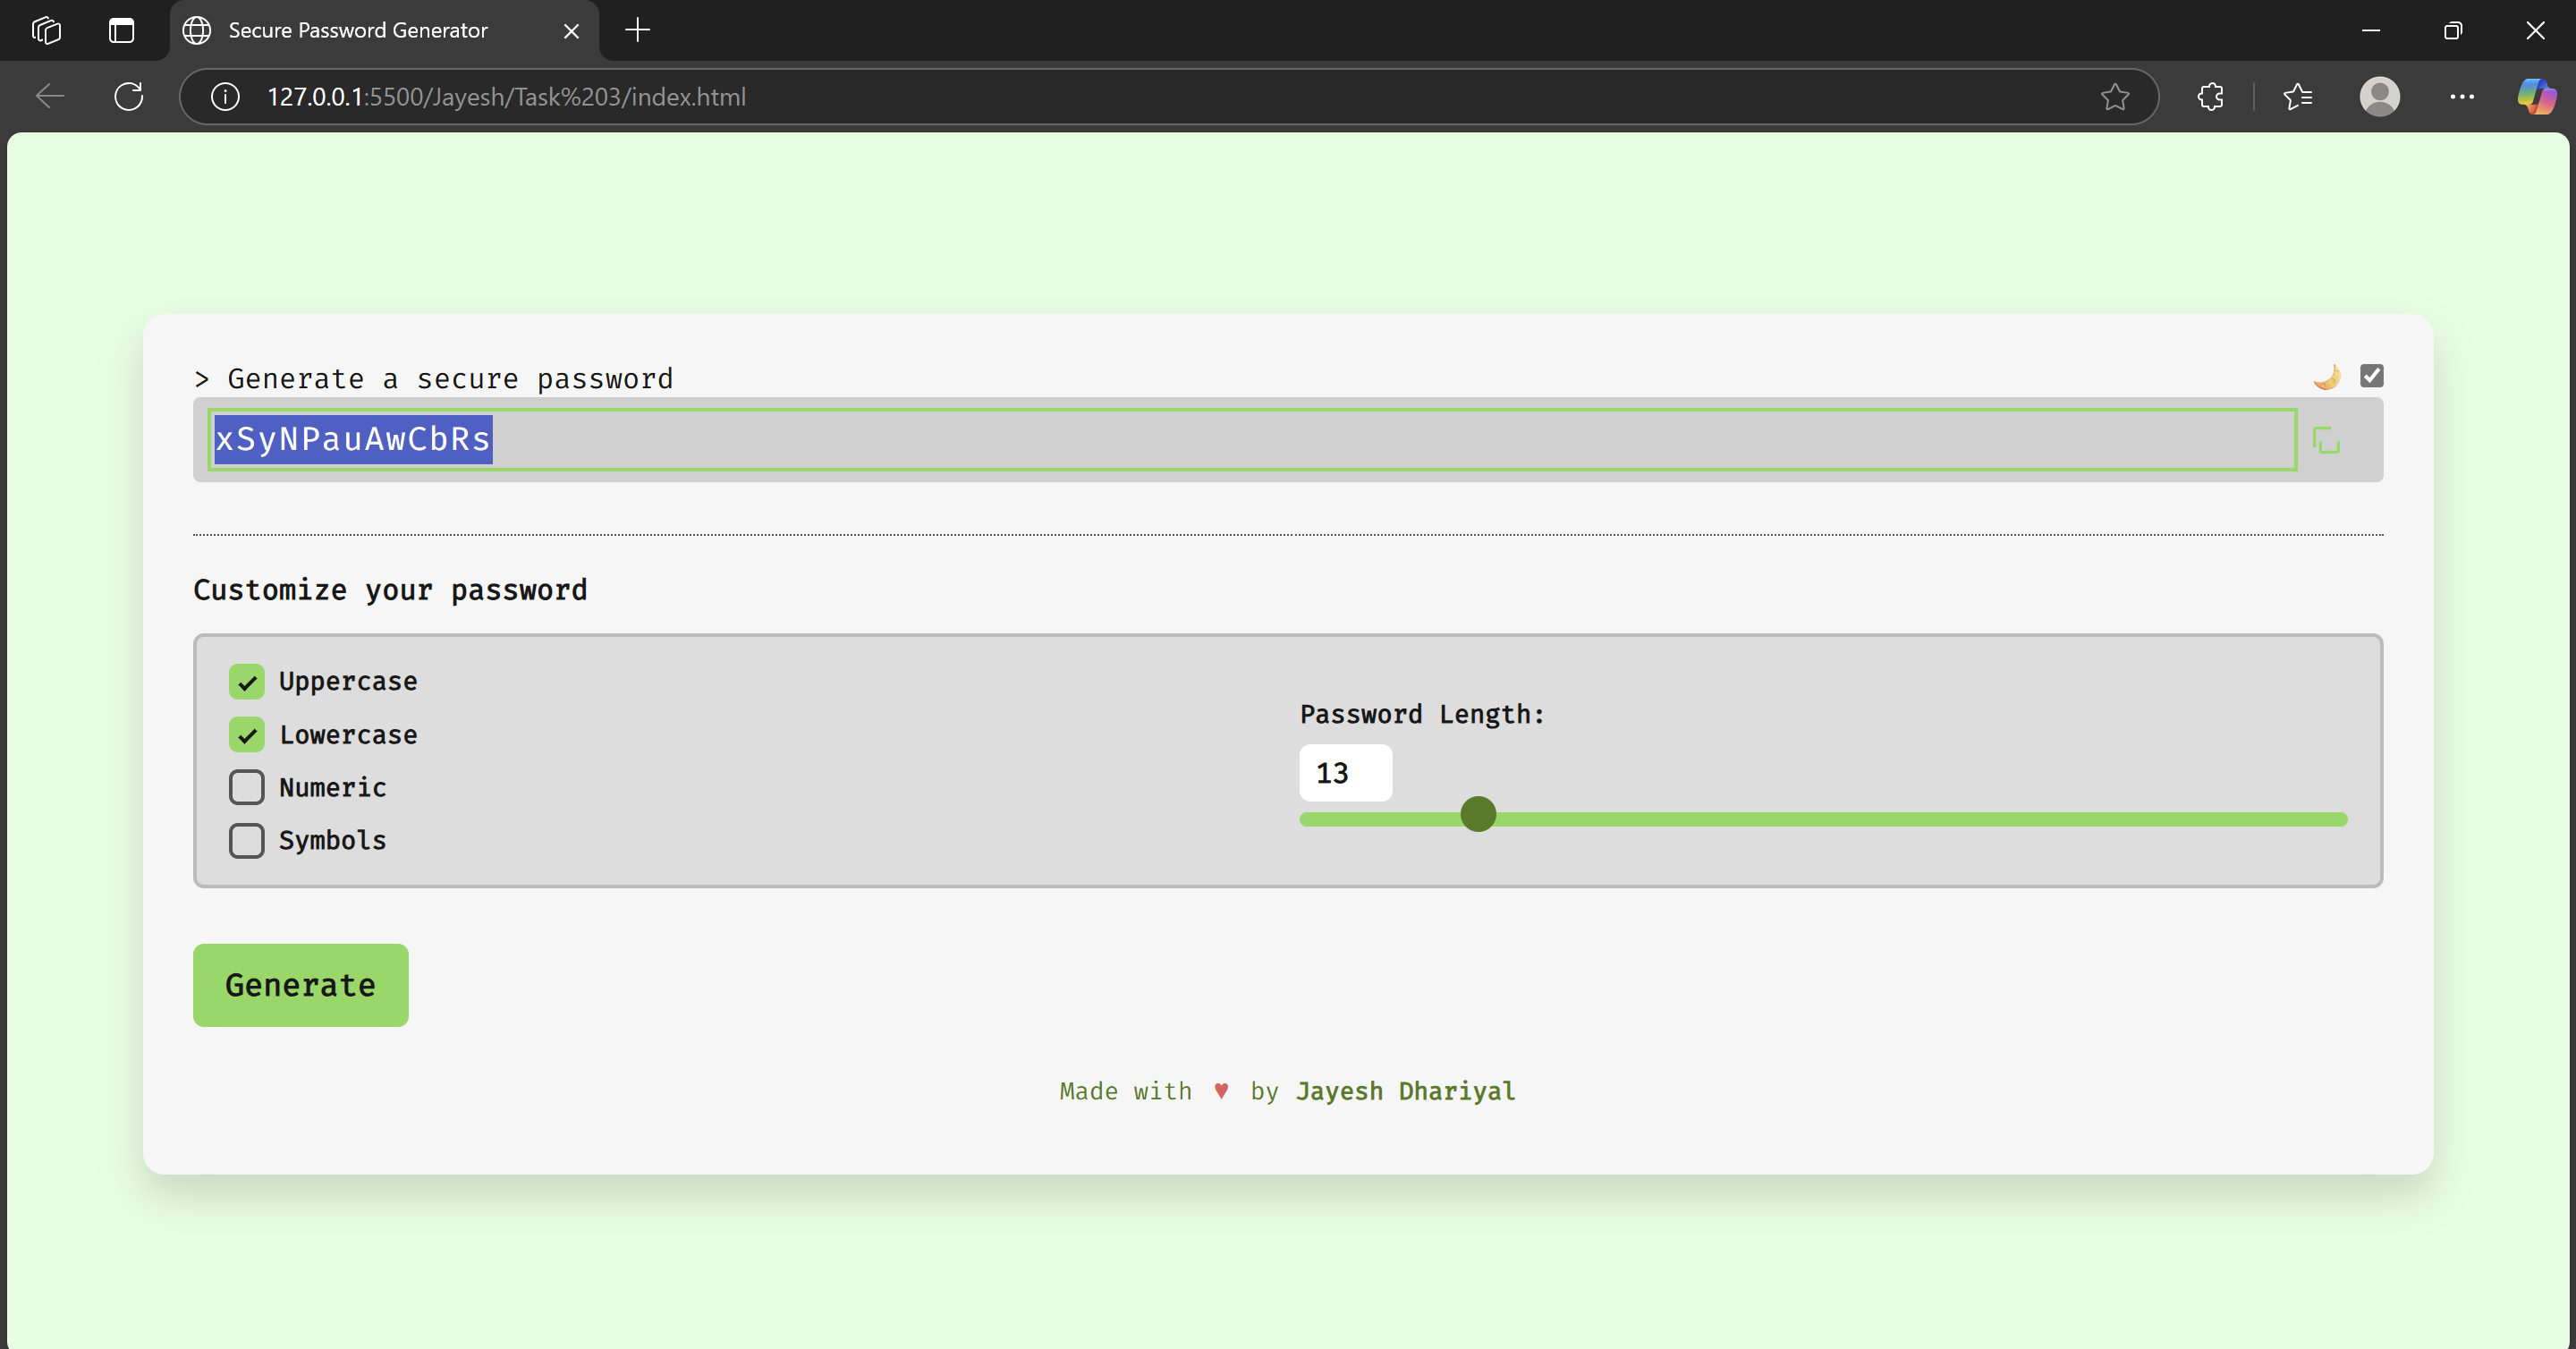 Secure Password Generator
127.0.0.1:5500/Jayesh/Task%203/index.html
> Generate a secure password 🌛
xSyNPauAwCbRs
Customize your password
Uppercase
Lowercase
Numeric
Symbols
Password Length:
13
Generate
Made with ♥ by Jayesh Dhariyal